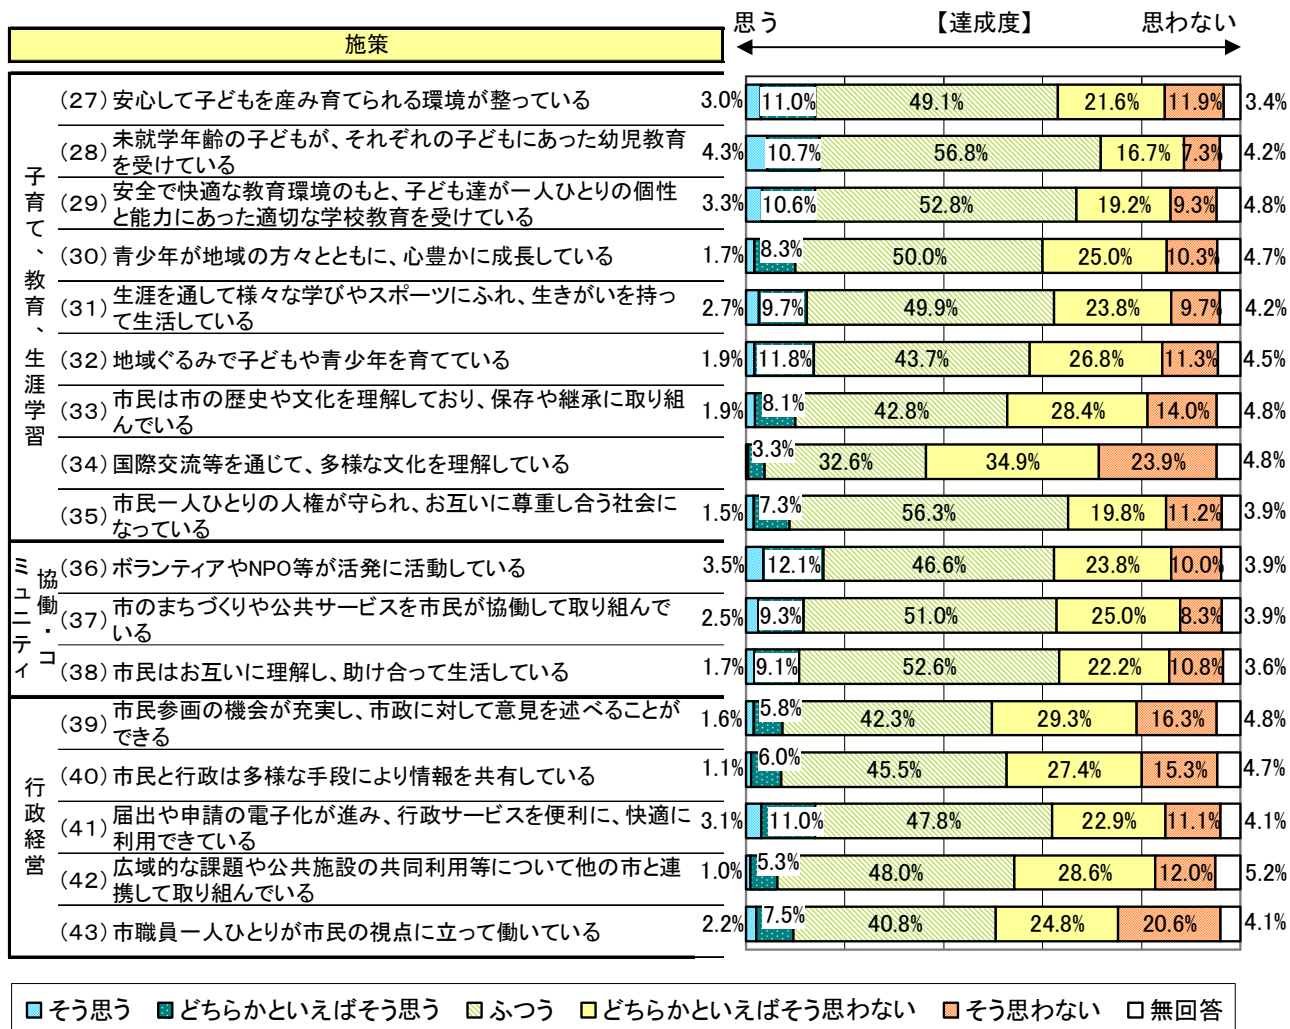 思う 【達成度】 思わない
施策
子育て、教育、生涯学習
(27) 安心して子どもを産み育てられる環境が整っている 3.0% 11.0% 49.1% 21.6% 11.9% 3.4%
(28) 未就学年齢の子どもが、それぞれの子どもにあった幼児教育
を受けている 4.3% 10.7% 56.8% 16.7% 7.3% 4.2%
(29) 安全で快適な教育環境のもと、子ども達が一人ひとりの個性
と能力にあった適切な学校教育を受けている 3.3% 10.6% 52.8% 19.2% 9.3% 4.8%
(30) 青少年が地域の方々とともに、心豊かに成長している 1.7% 8.3% 50.0% 25.0% 10.3% 4.7%
(31) 生涯を通して様々な学びやスポーツにふれ、生きがいを持っ
て生活している 2.7% 9.7% 49.9% 23.8% 9.7% 4.2%
(32) 地域ぐるみで子どもや青少年を育てている 1.9% 11.8% 43.7% 26.8% 11.3% 4.5%
(33) 市民は市の歴史や文化を理解しており、保存や継承に取り組
んでいる 1.9% 8.1% 42.8% 28.4% 14.0% 4.8%
(34) 国際交流等を通じて、多様な文化を理解している 3.3% 32.6% 34.9% 23.9% 4.8%
(35) 市民一人ひとりの人権が守られ、お互いに尊重し合う社会に
なっている 1.5% 7.3% 56.3% 19.8% 11.2% 3.9%
協働・コミュニティ
(36) ボランティアやNPO等が活発に活動している 3.5% 12.1% 46.6% 23.8% 10.0% 3.9%
(37) 市のまちづくりや公共サービスを市民が協働して取り組んで
いる 2.5% 9.3% 51.0% 25.0% 8.3% 3.9%
(38) 市民はお互いに理解し、助け合って生活している 1.7% 9.1% 52.6% 22.2% 10.8% 3.6%
行政経営
(39) 市民参画の機会が充実し、市政に対して意見を述べることが
できる 1.6% 5.8% 42.3% 29.3% 16.3% 4.8%
(40) 市民と行政は多様な手段により情報を共有している 1.1% 6.0% 45.5% 27.4% 15.3% 4.7%
(41) 届出や申請の電子化が進み、行政サービスを便利に、快適に
利用できている 3.1% 11.0% 47.8% 22.9% 11.1% 4.1%
(42) 広域的な課題や公共施設の共同利用等について他の市と連
携して取り組んでいる 1.0% 5.3% 48.0% 28.6% 12.0% 5.2%
(43) 市職員一人ひとりが市民の視点に立って働いている 2.2% 7.5% 40.8% 24.8% 20.6% 4.1%
そう思う どちらかといえばそう思う ふつう どちらかといえばそう思わない そう思わない 無回答